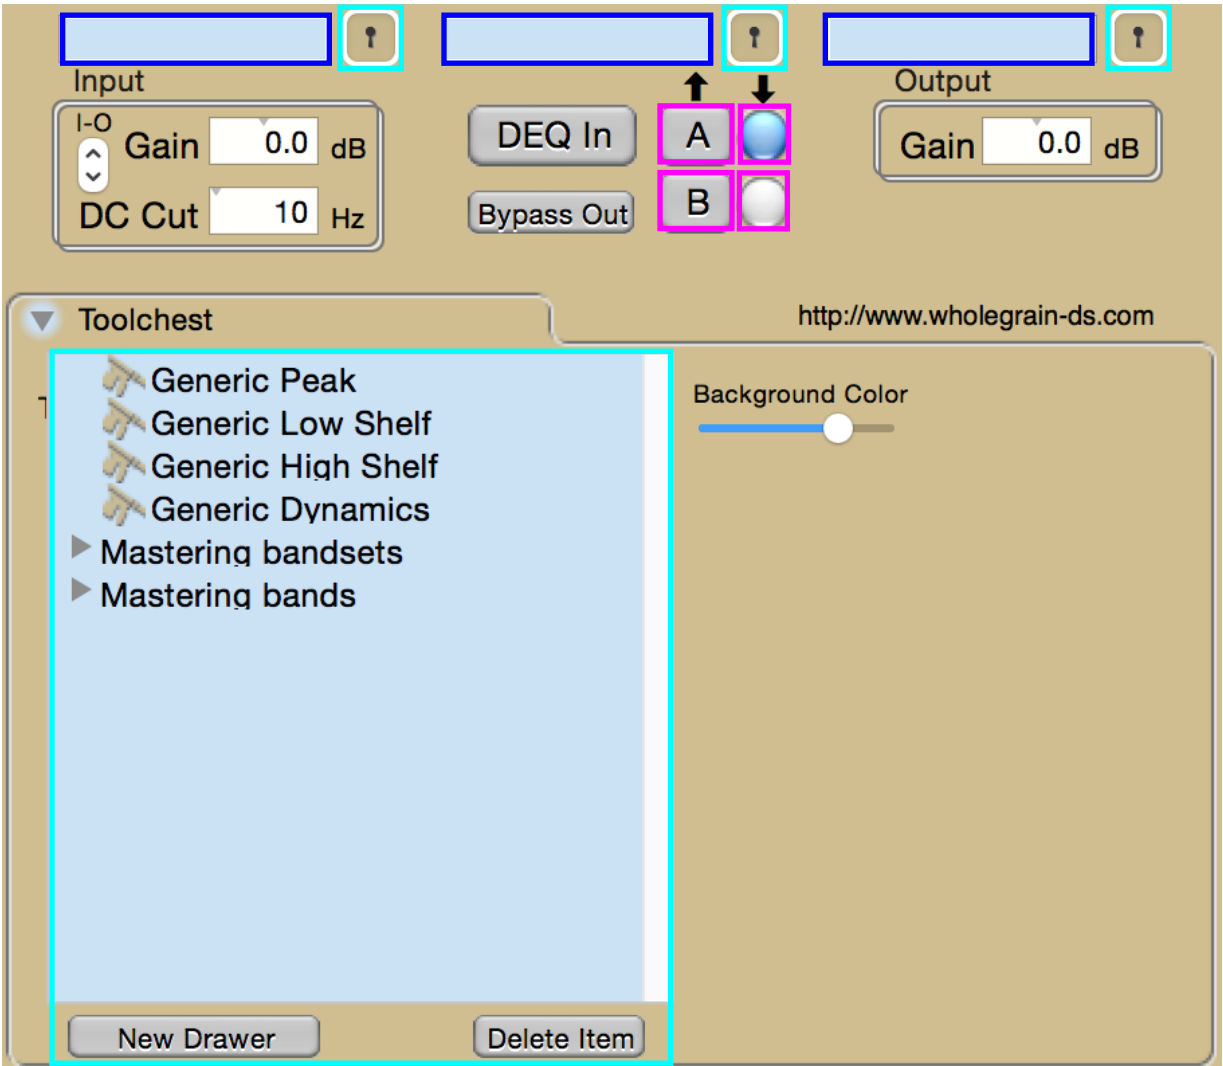 Input
Output
I-O
Gain 0.0 dB
DEQ In
A
Gain 0.0 dB
DC Cut 10 Hz
Bypass Out
B
Toolchest
http://www.wholegrain-ds.com
Generic Peak
Background Color
Generic Low Shelf
Generic High Shelf
Generic Dynamics
Mastering bandsets
Mastering bands
New Drawer
Delete Item